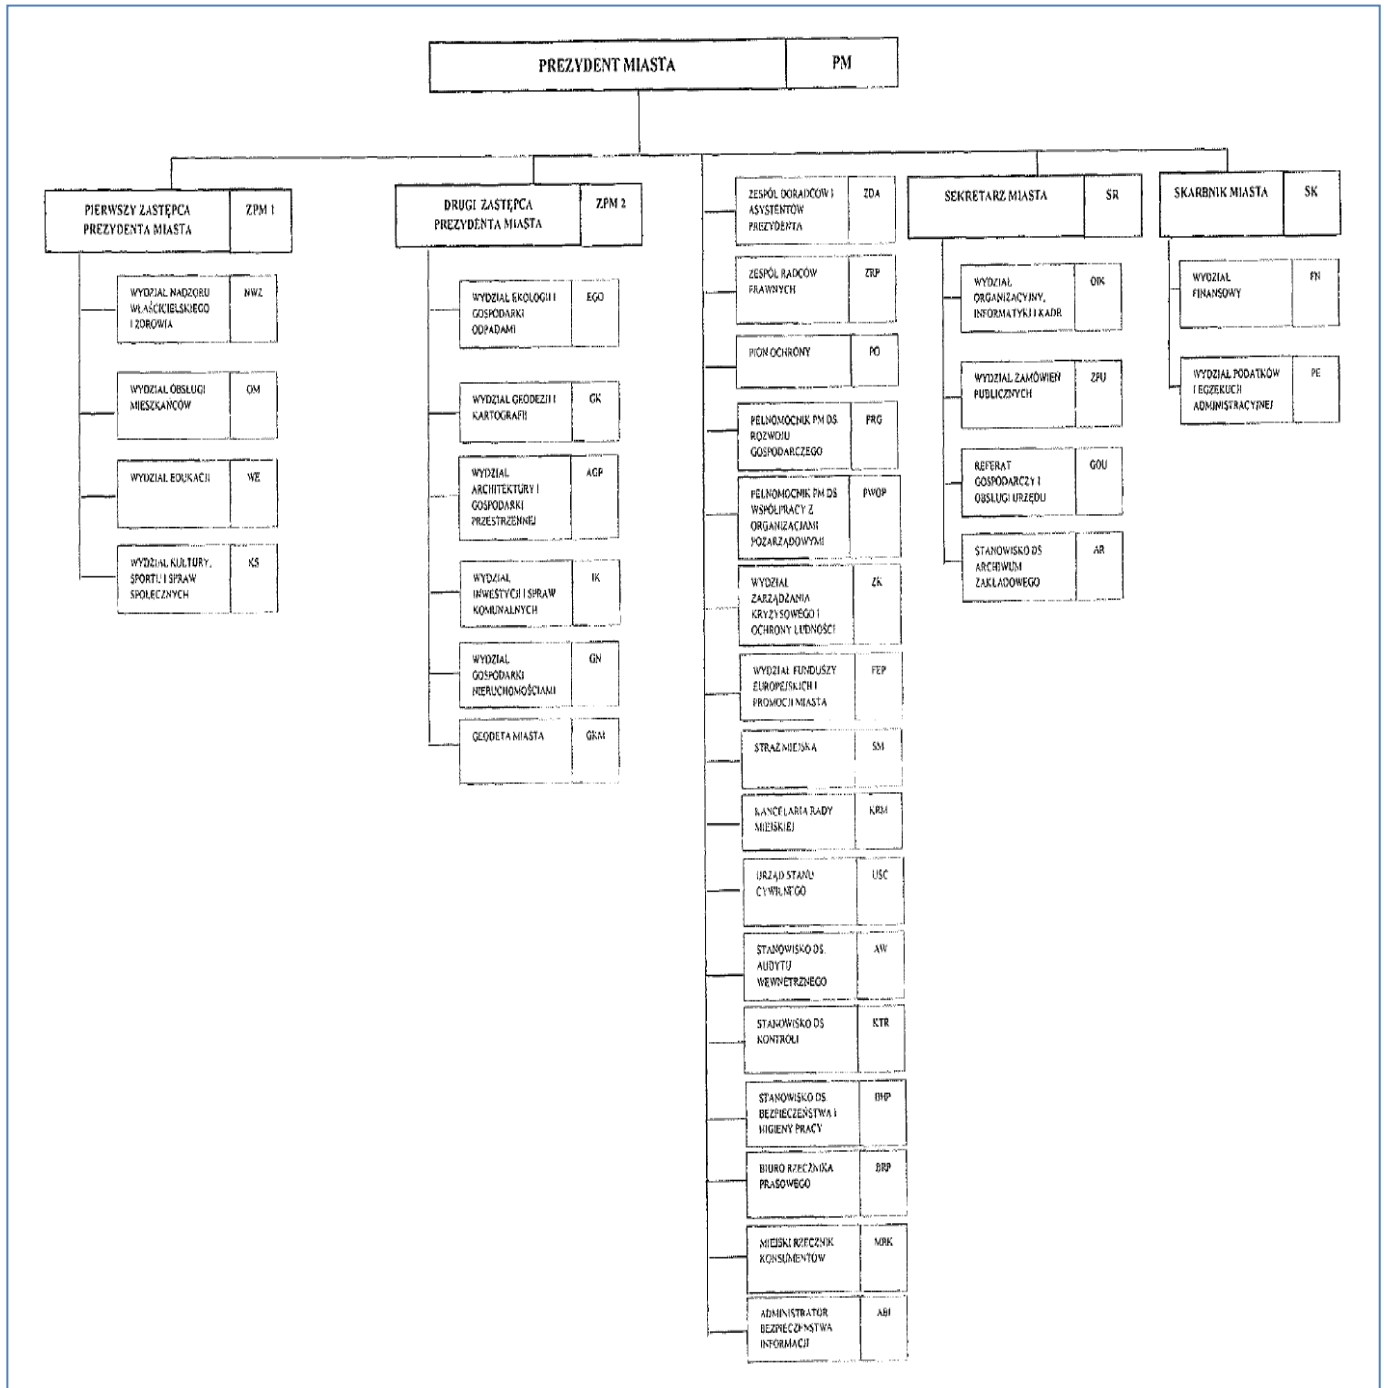 PREZYDENT MIASTA PM
PIERWSZY ZASTĘPCA ZPM 1
PREZYDENTA MIASTA
WYDZIAŁ NADZORU NWZ
WŁAŚCICIELSKIEGO
I ZDROWIA
WYDZIAŁ OBSŁUGI OM
MIESZKAŃCÓW
WYDZIAŁ EDUKACJI WE
WYDZIAŁ KULTURY, KS
SPORTU I SPRAW
SPOŁECZNYCH
DRUGI ZASTĘPCA ZPM 2
PREZYDENTA MIASTA
WYDZIAŁ EKOLOGII I EGO
GOSPODARKI
ODPADAMI
WYDZIAŁ GEODEZJI I GK
KARTOGRAFII
WYDZIAŁ AGP
ARCHITEKTURY I
GOSPODARKI
PRZESTRZENNEJ
WYDZIAŁ IK
INWESTYCJI I SPRAW
KOMUNALNYCH
WYDZIAŁ GN
GOSPODARKI
NIERUCHOMOŚCIAMI
GEODETA MIASTA GKM
ZESPÓŁ DORADCÓW I ZDA
ASYSTENTÓW
PREZYDENTA
ZESPÓŁ RADCÓW ZRP
PRAWNYCH
PION OCHRONY PO
PEŁNOMOCNIK PM DS. PRG
ROZWOJU
GOSPODARCZEGO
PEŁNOMOCNIK PM DS PWOP
WSPÓŁPRACY Z
ORGANIZACJAMI
POZARZĄDOWYMI
WYDZIAŁ ZK
ZARZĄDZANIA
KRYZYSOWEGO I
OCHRONY LUDNOŚCI
WYDZIAŁ FUNDUSZY FEP
EUROPEJSKICH I
PROMOCJI MIASTA
STRAŻ MIEJSKA SM
KANCELARIA RADY KRM
MIEJSKIEJ
URZĄD STANU USC
CYWILNEGO
STANOWISKO DS. AW
AUDYTU
WEWNĘTRZNEGO
STANOWISKO DS KTR
KONTROLI
STANOWISKO DS. BHP
BEZPIECZEŃSTWA I
HIGIENY PRACY
BIURO RZECZNIKA BRP
PRASOWEGO
MIEJSKI RZECZNIK MRK
KONSUMENTÓW
ADMINISTRATOR ABI
BEZPIECZEŃSTWA
INFORMACJI
SEKRETARZ MIASTA SR
WYDZIAŁ OIK
ORGANIZACYJNY,
INFORMATYKI I KADR
WYDZIAŁ ZAMÓWIEŃ ZPU
PUBLICZNYCH
REFERAT GOU
GOSPODARCZY I
OBSŁUGI URZĘDU
STANOWISKO DS AR
ARCHIWUM
ZAKŁADOWEGO
SKARBNIK MIASTA SK
WYDZIAŁ FN
FINANSOWY
WYDZIAŁ PODATKÓW PE
I EGZEKUCJI
ADMINISTRACYJNEJ